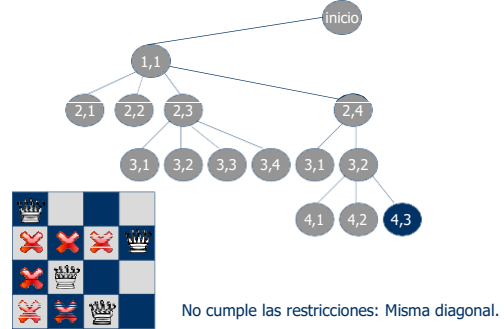 inicio
1,1
2,1 2,2 2,3 2,4
3,1 3,2 3,3 3,4 3,1 3,2
4,1 4,2 4,3
No cumple las restricciones: Misma diagonal.